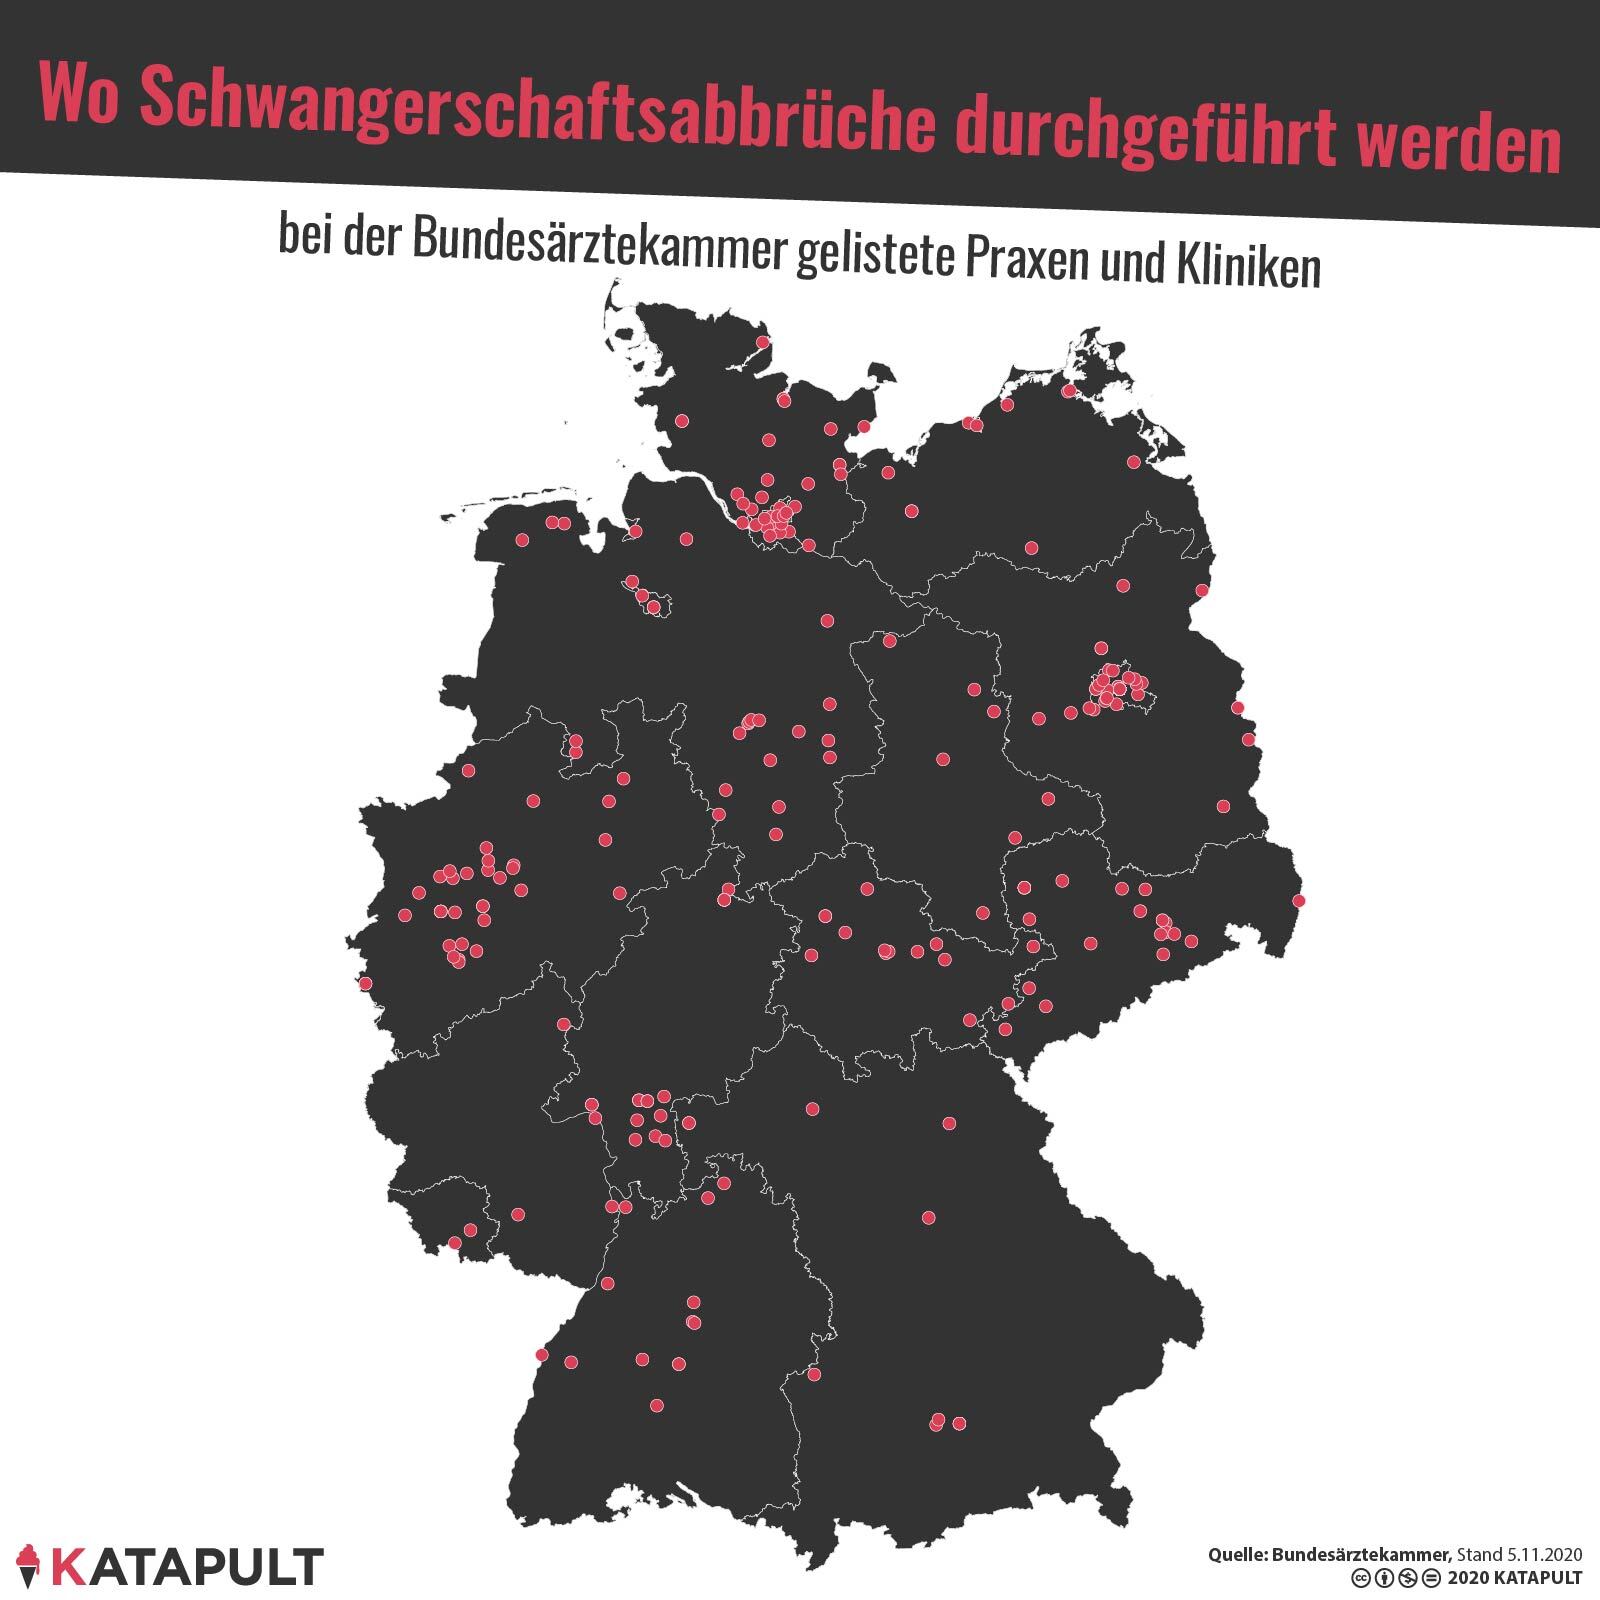 Wo Schwangerschaftsabbrüche durchgeführt werden
bei der Bundesärztekammer gelistete Praxen und Kliniken
KATAPULT
Quelle: Bundesärztekammer, Stand 5.11.2020
cc 2020 KATAPULT